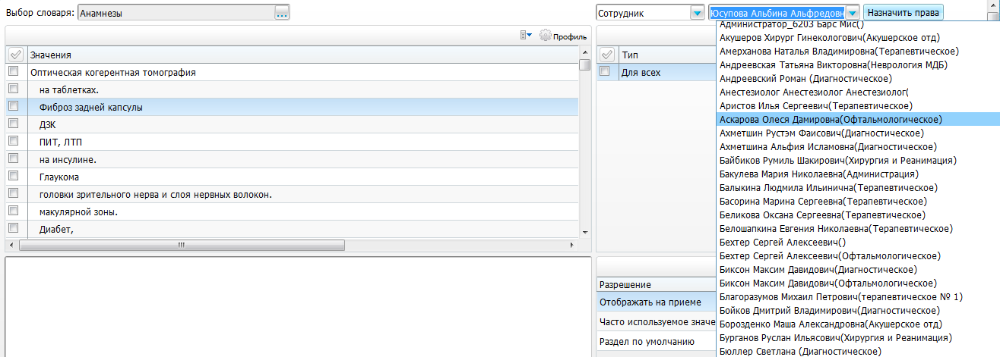 Выбор словаря: Анамнезы ...
Сотрудник Юсупова Альбина Альфредовн Назначить права
Профиль
Значения
Оптическая когерентная томография
на таблетках.
Фиброз задней капсулы
ДЗК
ПИТ, ЛТП
на инсулине.
Глаукома
головки зрительного нерва и слоя нервных волокон.
макулярной зоны.
Диабет,
Тип
Для всех
Разрешение
Отображать на приеме
Часто используемое значе
Раздел по умолчанию
Администратор_6203 Барс Мис()
Акушеров Хирург Гинекологович(Акушерское отд)
Амерханова Наталья Владимировна(Терапевтическое)
Андреевская Татьяна Викторовна(Неврология МДБ)
Андреевский Роман (Диагностическое)
Анестезиолог Анестезиолог Анестезиолог(
Аристов Илья Сергеевич(Терапевтическое)
Аскарова Олеся Дамировна(Офтальмологическое)
Ахметшин Рустэм Фаисович(Диагностическое)
Ахметшина Альфия Исламовна(Диагностическое)
Байбиков Румиль Шакирович(Хирургия и Реанимация)
Бакулева Мария Николаевна(Администрация)
Балыкина Людмила Ильинична(Терапевтическое)
Басорина Марина Сергеевна(Терапевтическое)
Беликова Оксана Сергеевна(Терапевтическое)
Белошапкина Евгения Николаевна(Терапевтическое)
Бехтер Сергей Алексеевич()
Бехтер Сергей Алексеевич(Офтальмологическое)
Биксон Максим Давидович(Диагностическое)
Биксон Максим Давидович(Офтальмологическое)
Благоразумов Михаил Петрович(терапевтическое № 1)
Бойков Дмитрий Владимирович(Диагностическое)
Борозденко Маша Александровна(Акушерское отд)
Бурганов Руслан Ильясович(Хирургия и Реанимация)
Бюллер Светлана (Диагностическое)